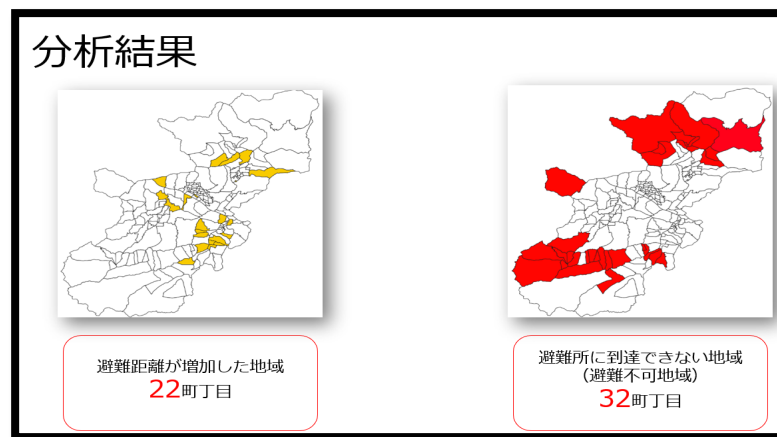 分析結果
避難距離が増加した地域
22町丁目
避難所に到達できない地域
(避難不可地域)
32町丁目